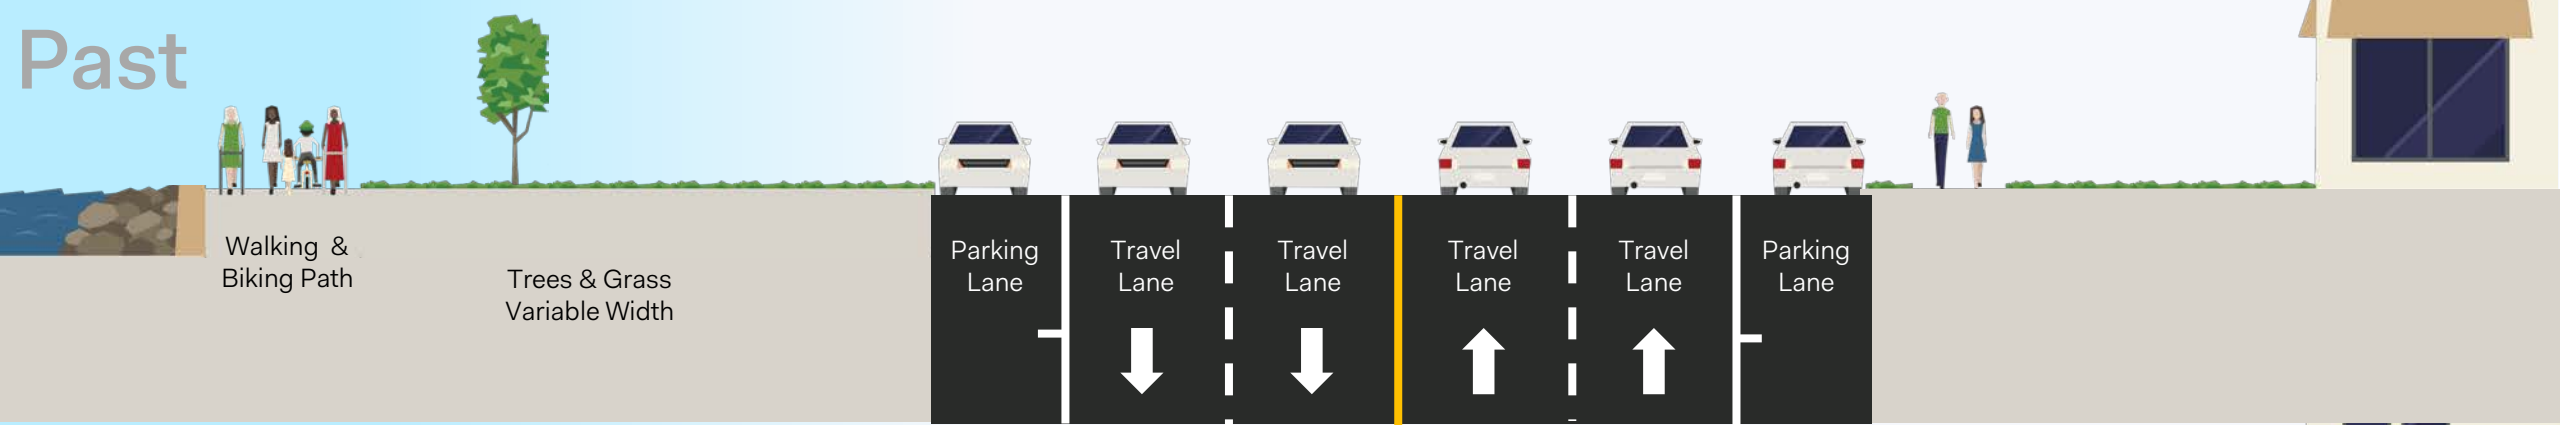 Past
Walking &
Biking Path
Trees & Grass
Variable Width
Parking
Lane
Travel
Lane
Travel
Lane
Travel
Lane
Travel
Lane
Parking
Lane